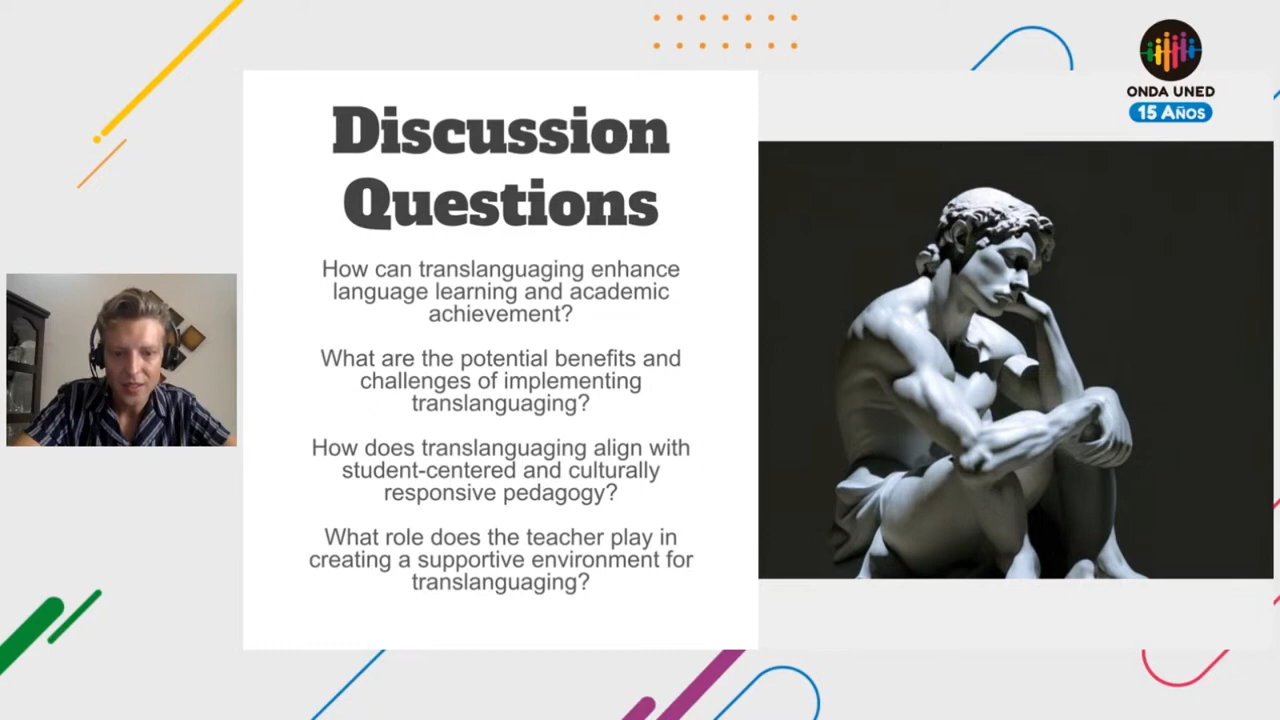 ONDA UNED
15 AÑOS
Discussion
Questions
How can translanguaging enhance
language learning and academic
achievement?
What are the potential benefits and
challenges of implementing
translanguaging?
How does translanguaging align with
student-centered and culturally
responsive pedagogy?
What role does the teacher play in
creating a supportive environment for
translanguaging?